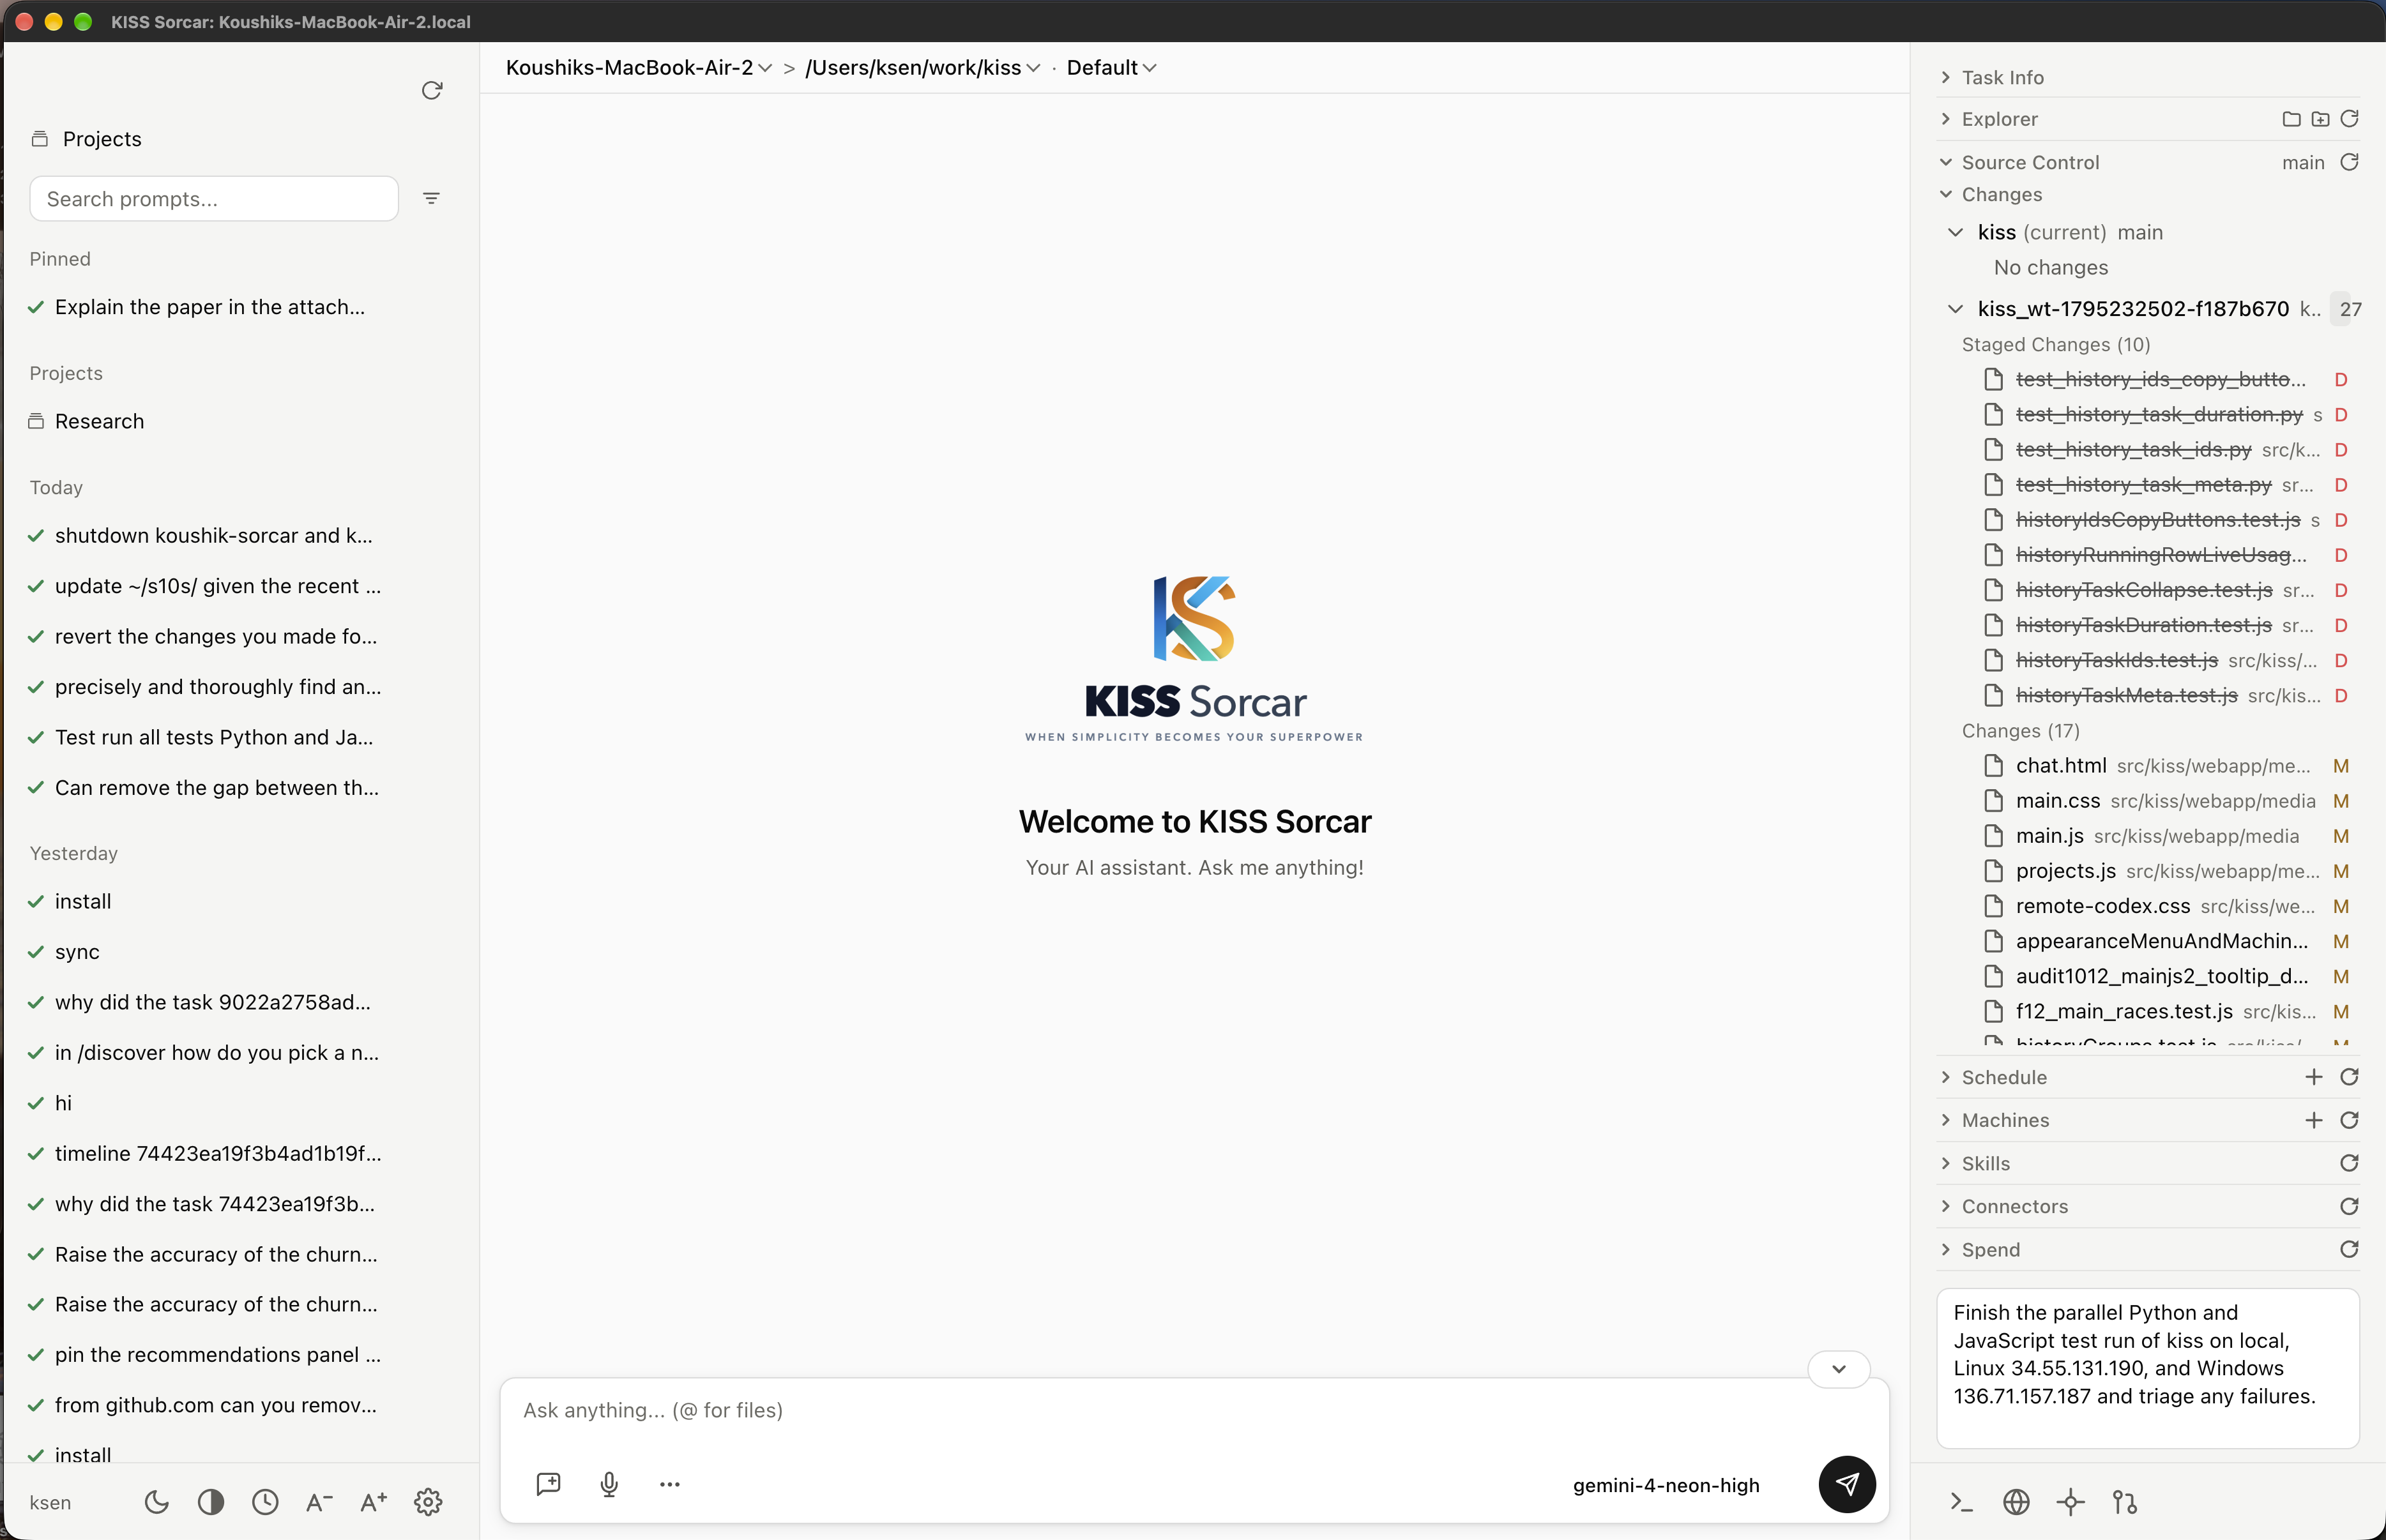 KISS Sorcar: Koushiks-MacBook-Air-2.local
Projects
Search prompts...
Pinned
Explain the paper in the attach...
Projects
Research
Today
shutdown koushik-sorcar and k...
update ~/s10s/ given the recent ...
revert the changes you made fo...
precisely and thoroughly find an...
Test run all tests Python and Ja...
Can remove the gap between th...
Yesterday
install
sync
why did the task 9022a2758ad...
in /discover how do you pick a n...
hi
timeline 74423ea19f3b4ad1b19f...
why did the task 74423ea19f3b...
Raise the accuracy of the churn...
Raise the accuracy of the churn...
pin the recommendations panel ...
from github.com can you remov...
install
ksen
A−
A+
Koushiks-MacBook-Air-2 > /Users/ksen/work/kiss · Default
KS
KISS Sorcar
WHEN SIMPLICITY BECOMES YOUR SUPERPOWER
Welcome to KISS Sorcar
Your AI assistant. Ask me anything!
Ask anything... (@ for files)
gemini-4-neon-high
Task Info
Explorer
Source Control main
Changes
kiss (current) main
No changes
kiss_wt-1795232502-f187b670 k.. 27
Staged Changes (10)
test_history_ids_copy_butto... D
test_history_task_duration.py s D
test_history_task_ids.py src/k... D
test_history_task_meta.py sr... D
historyIdsCopyButtons.test.js s D
historyRunningRowLiveUsag... D
historyTaskCollapse.test.js sr... D
historyTaskDuration.test.js sr... D
historyTaskIds.test.js src/kiss/... D
historyTaskMeta.test.js src/kis... D
Changes (17)
chat.html src/kiss/webapp/me... M
main.css src/kiss/webapp/media M
main.js src/kiss/webapp/media M
projects.js src/kiss/webapp/me... M
remote-codex.css src/kiss/we... M
appearanceMenuAndMachin... M
audit1012_mainjs2_tooltip_d... M
f12_main_races.test.js src/kis... M
historyGroups.test.js src/kiss/ M
Schedule
Machines
Skills
Connectors
Spend
Finish the parallel Python and
JavaScript test run of kiss on local,
Linux 34.55.131.190, and Windows
136.71.157.187 and triage any failures.